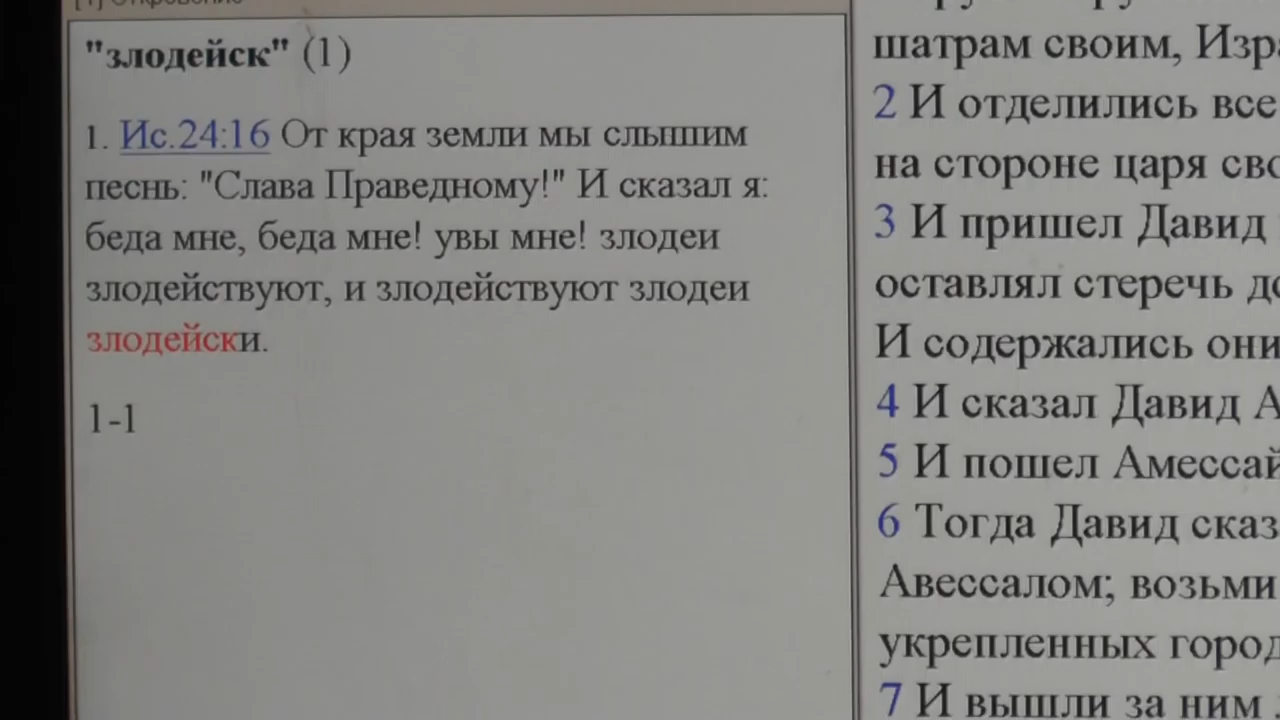 "злодейск" (1)
1. Ис.24:16 От края земли мы слышим
песнь: "Слава Праведному!" И сказал я:
беда мне, беда мне! увы мне! злодеи
злодействуют, и злодействуют злодеи
злодейски.
1-1
шатрам своим, Изр
2 И отделились все
на стороне царя сво
3 И пришел Давид
оставлял стеречь до
И содержались они
4 И сказал Давид А
5 И пошел Амессай
6 Тогда Давид сказ
Авессалом; возьми
укрепленных город
7 И вышли за ним